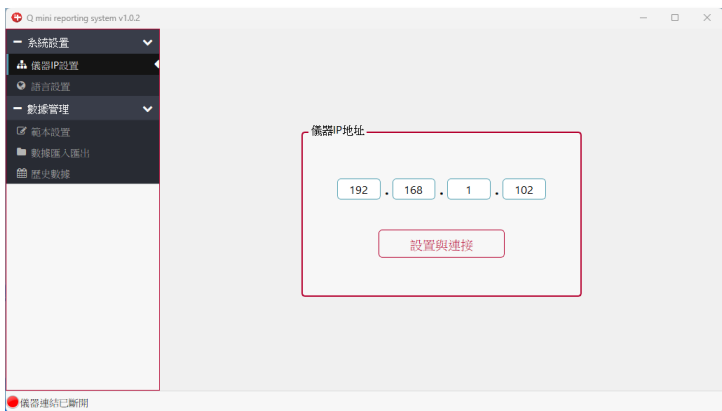 Q mini reporting system v1.0.2
系統設置
儀器IP設置
語言設置
數據管理
範本設置
數據匯入匯出
歷史數據
儀器IP地址
192 . 168 . 1 . 102
設置與連接
儀器連結已斷開